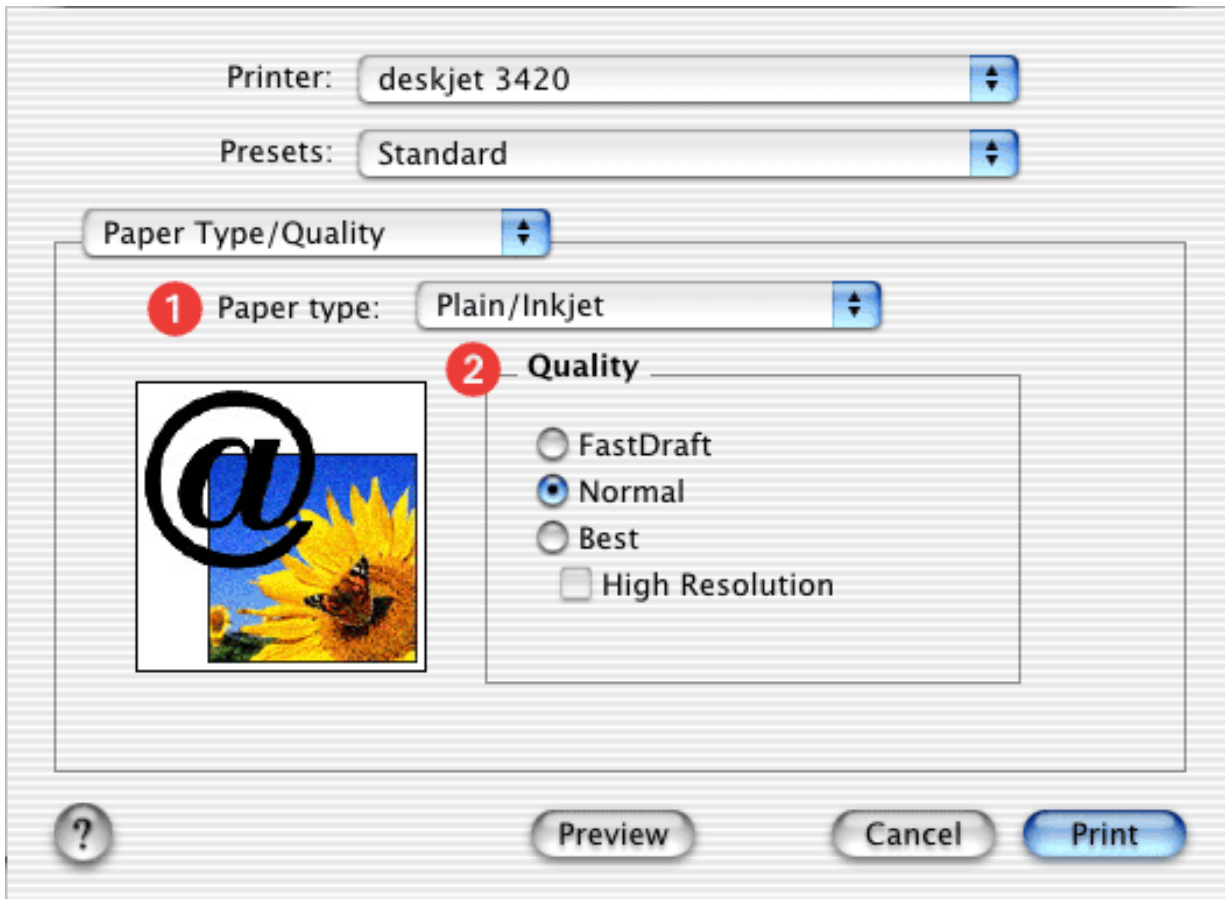 Printer: deskjet 3420
Presets: Standard
Paper Type/Quality
1 Paper type: Plain/Inkjet
2 Quality
@
FastDraft
Normal
Best
High Resolution
? Preview Cancel Print